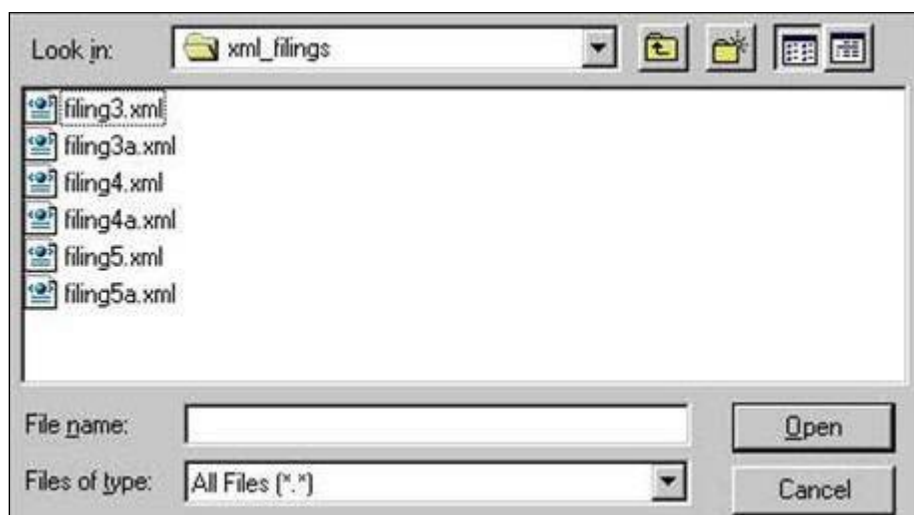 Look in: xml_filings
filing3.xml
filing3a.xml
filing4.xml
filing4a.xml
filing5.xml
filing5a.xml
File name: Open
Files of type: All Files (*.*) Cancel